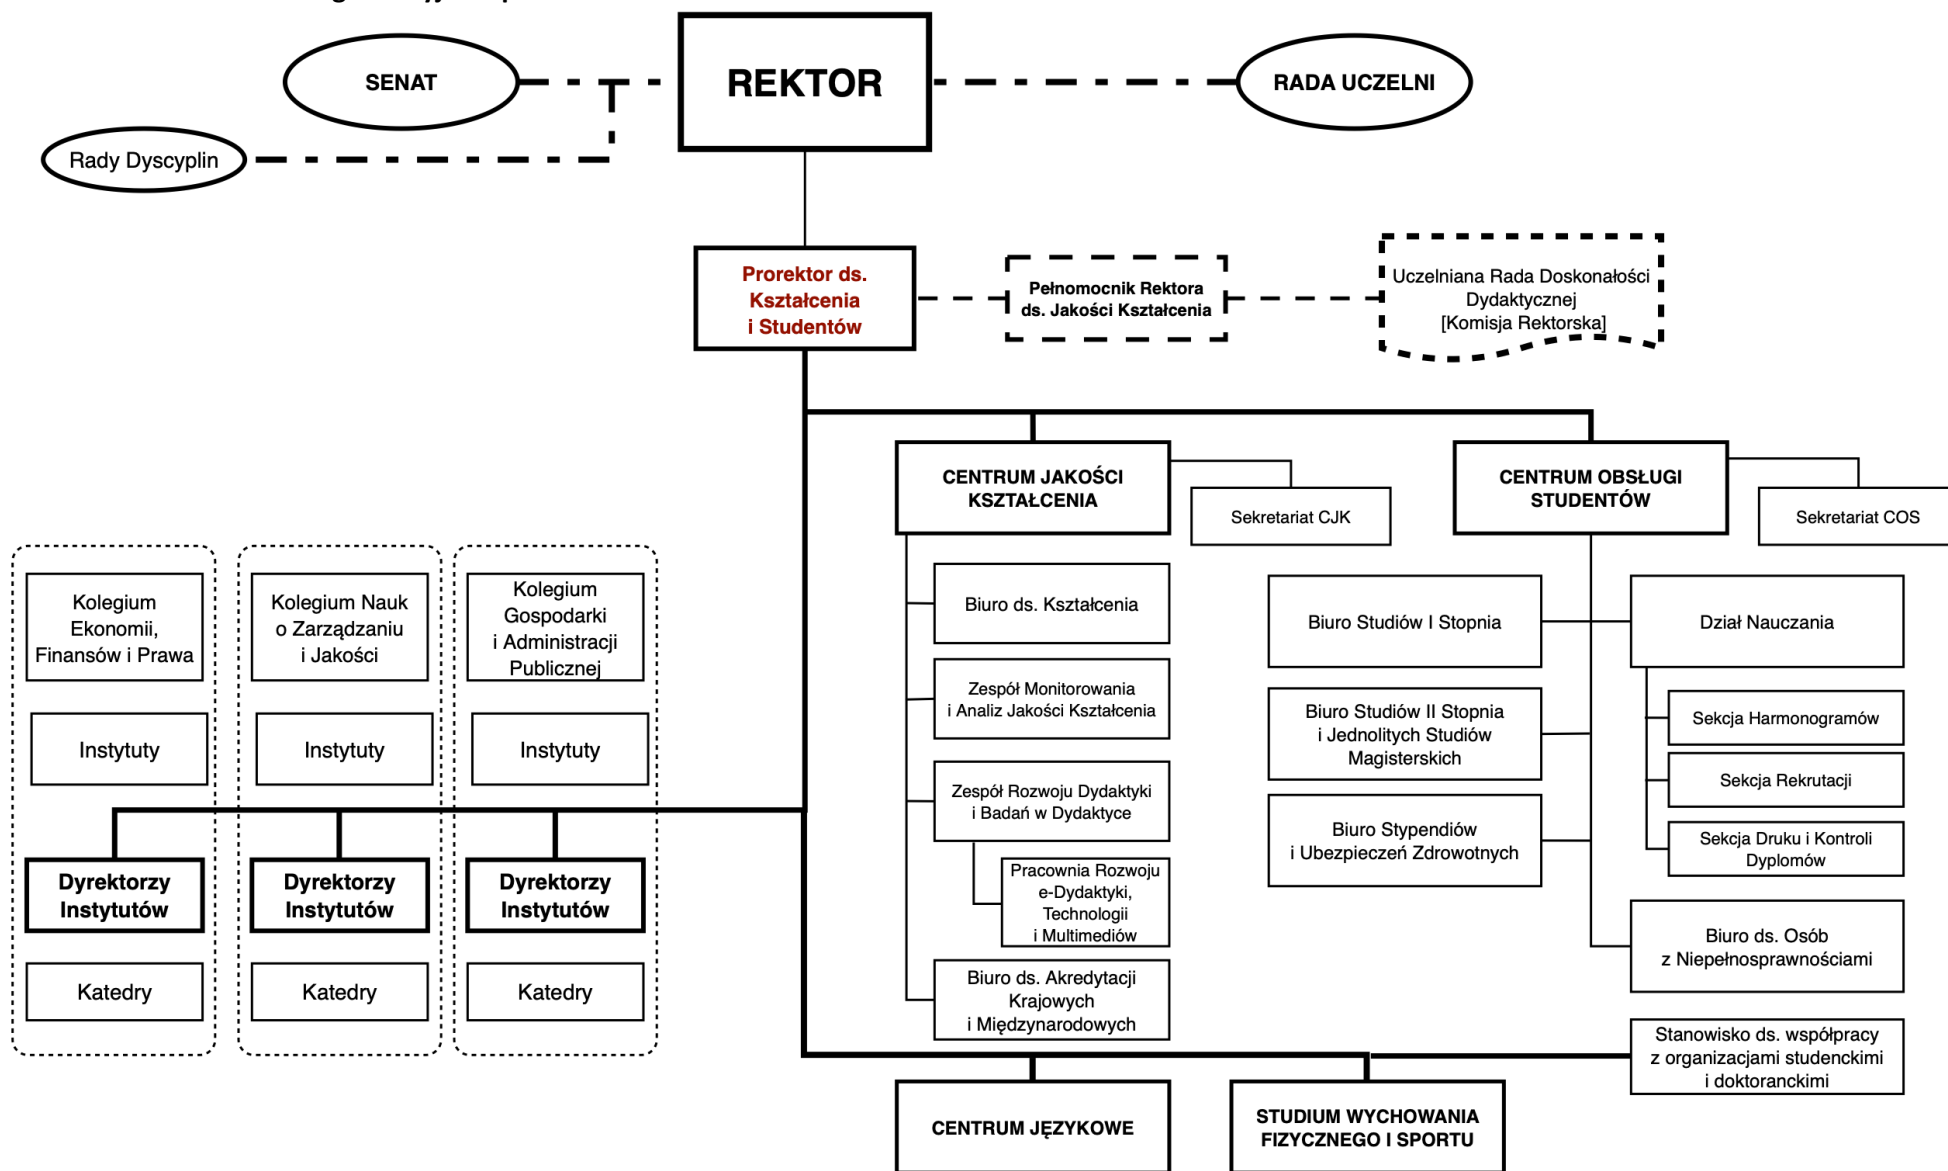 SENAT
REKTOR
RADA UCZELNI
Rady Dyscyplin
Prorektor ds.
Kształcenia
i Studentów
Pełnomocnik Rektora
ds. Jakości Kształcenia
Uczelniana Rada Doskonałości
Dydaktycznej
[Komisja Rektorska]
CENTRUM JAKOŚCI
KSZTAŁCENIA
Sekretariat CJK
CENTRUM OBSŁUGI
STUDENTÓW
Sekretariat COS
Kolegium
Ekonomii,
Finansów i Prawa
Kolegium Nauk
o Zarządzaniu
i Jakości
Kolegium
Gospodarki
i Administracji
Publicznej
Instytuty
Instytuty
Instytuty
Dyrektorzy
Instytutów
Dyrektorzy
Instytutów
Dyrektorzy
Instytutów
Katedry
Katedry
Katedry
Biuro ds. Kształcenia
Zespół Monitorowania
i Analiz Jakości Kształcenia
Zespół Rozwoju Dydaktyki
i Badań w Dydaktyce
Pracownia Rozwoju
e-Dydaktyki,
Technologii
i Multimediów
Biuro ds. Akredytacji
Krajowych
i Międzynarodowych
Biuro Studiów I Stopnia
Biuro Studiów II Stopnia
i Jednolitych Studiów
Magisterskich
Biuro Stypendiów
i Ubezpieczeń Zdrowotnych
Dział Nauczania
Sekcja Harmonogramów
Sekcja Rekrutacji
Sekcja Druku i Kontroli
Dyplomów
Biuro ds. Osób
z Niepełnosprawnościami
Stanowisko ds. współpracy
z organizacjami studenckimi
i doktoranckimi
CENTRUM JĘZYKOWE
STUDIUM WYCHOWANIA
FIZYCZNEGO I SPORTU